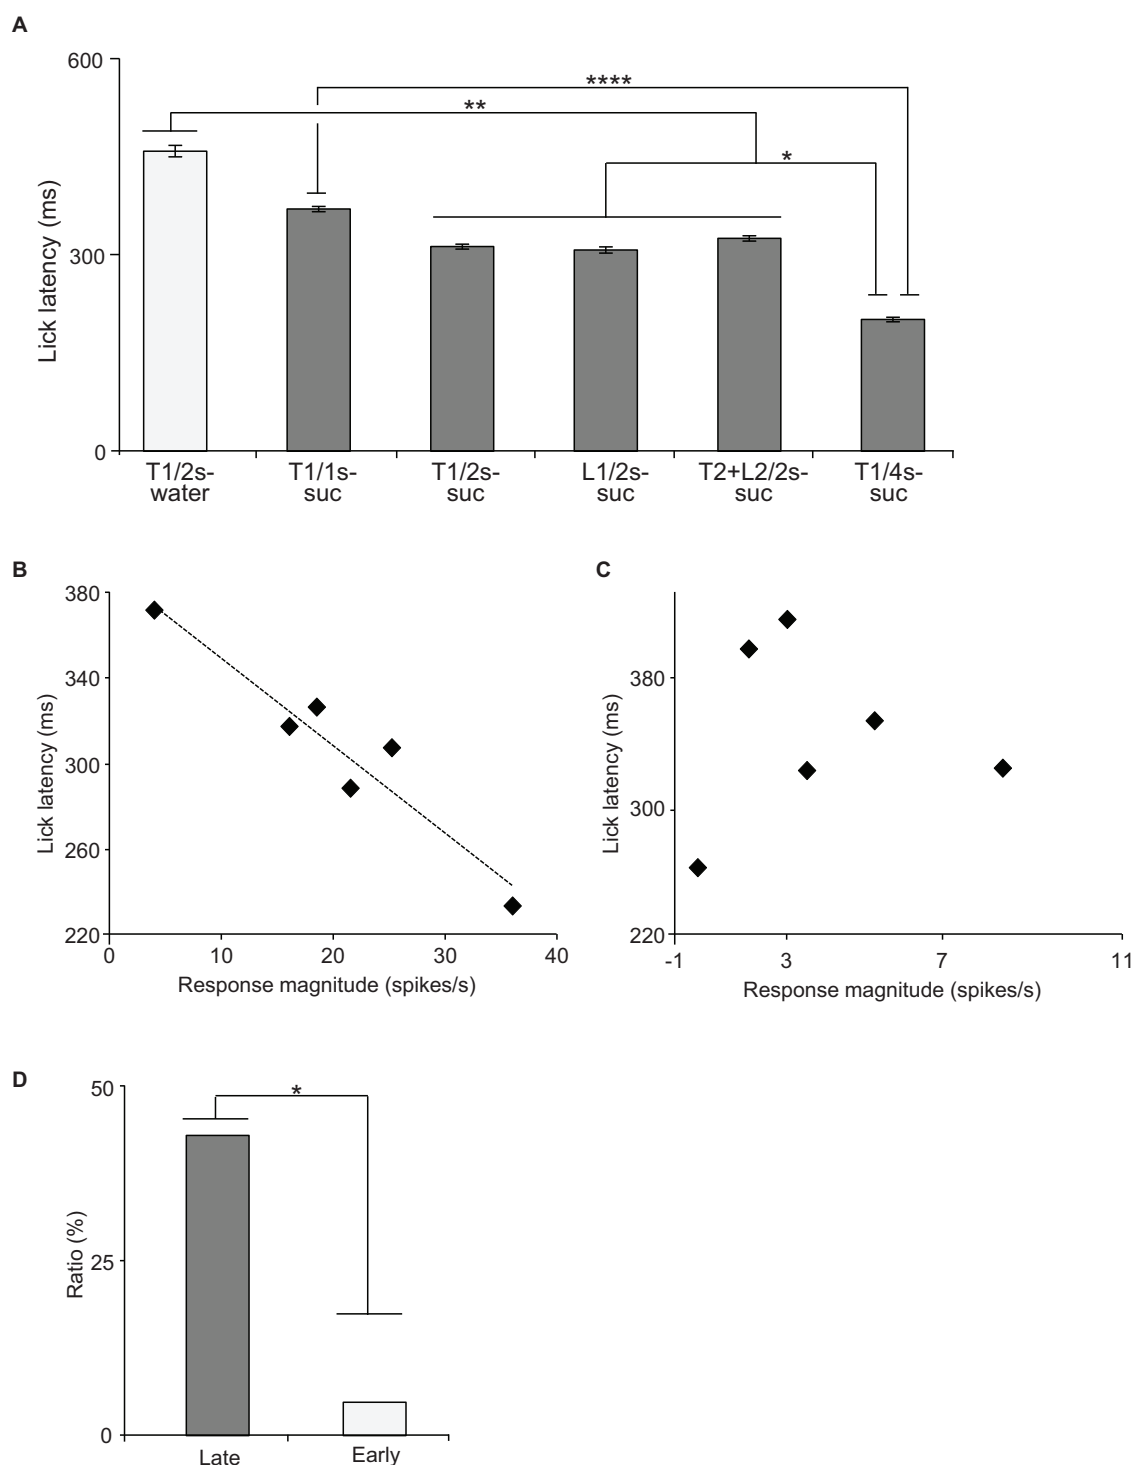 A
600
300
0
Lick latency (ms)
****
**
*
T1/2s-
water
T1/1s-
suc
T1/2s-
suc
L1/2s-
suc
T2+L2/2s-
suc
T1/4s-
suc
B
380
340
300
260
220
Lick latency (ms)
0 10 20 30 40
Response magnitude (spikes/s)
C
380
300
220
Lick latency (ms)
-1 3 7 11
Response magnitude (spikes/s)
D
50
25
0
Ratio (%)
*
Late Early